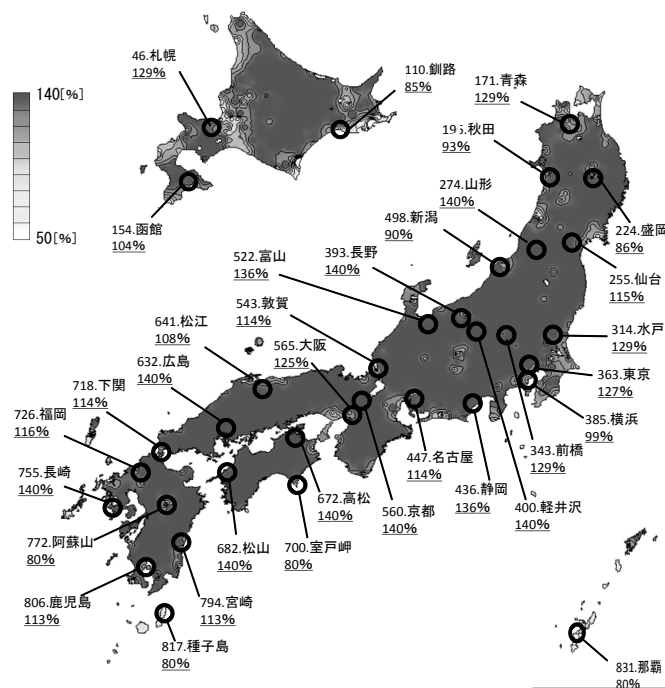 46.札幌
129%
110.釧路
85%
171.青森
129%
140[%]
50[%]
195.秋田
93%
274.山形
140%
154.函館
104%
498.新潟
90%
224.盛岡
86%
522.富山
136%
393.長野
140%
255.仙台
115%
543.敦賀
114%
314.水戸
129%
641.松江
108%
565.大阪
125%
363.東京
127%
632.広島
140%
718.下関
114%
385.横浜
99%
726.福岡
116%
447.名古屋
114%
343.前橋
129%
755.長崎
140%
672.高松
140%
436.静岡
136%
400.軽井沢
140%
560.京都
140%
772.阿蘇山
80%
682.松山
140%
700.室戸岬
80%
806.鹿児島
113%
794.宮崎
113%
817.種子島
80%
831.那覇
80%